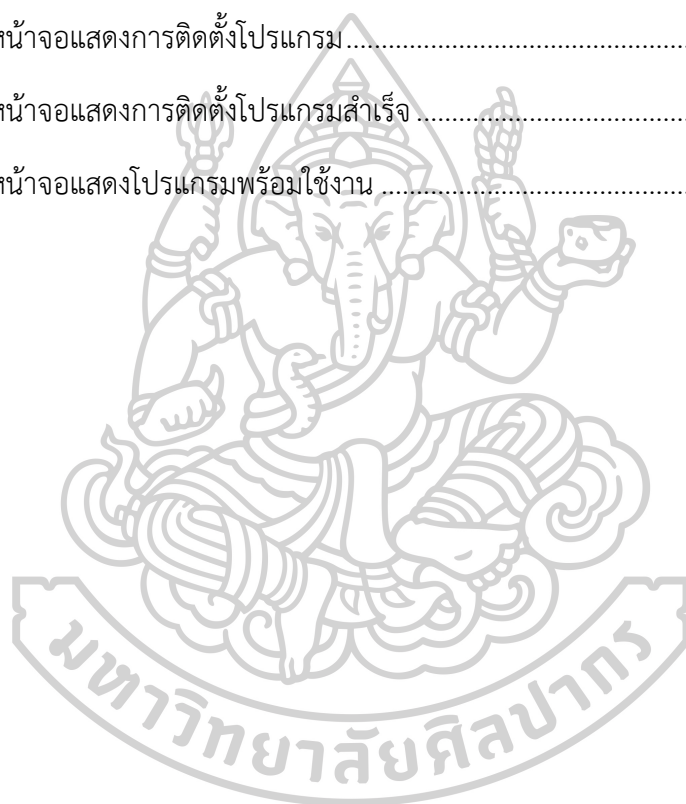 หน้าจอแสดงการติดตั้งโปรแกรม
หน้าจอแสดงการติดตั้งโปรแกรมสำเร็จ
หน้าจอแสดงโปรแกรมพร้อมใช้งาน
มหาวิทยาลัยศิลปากร